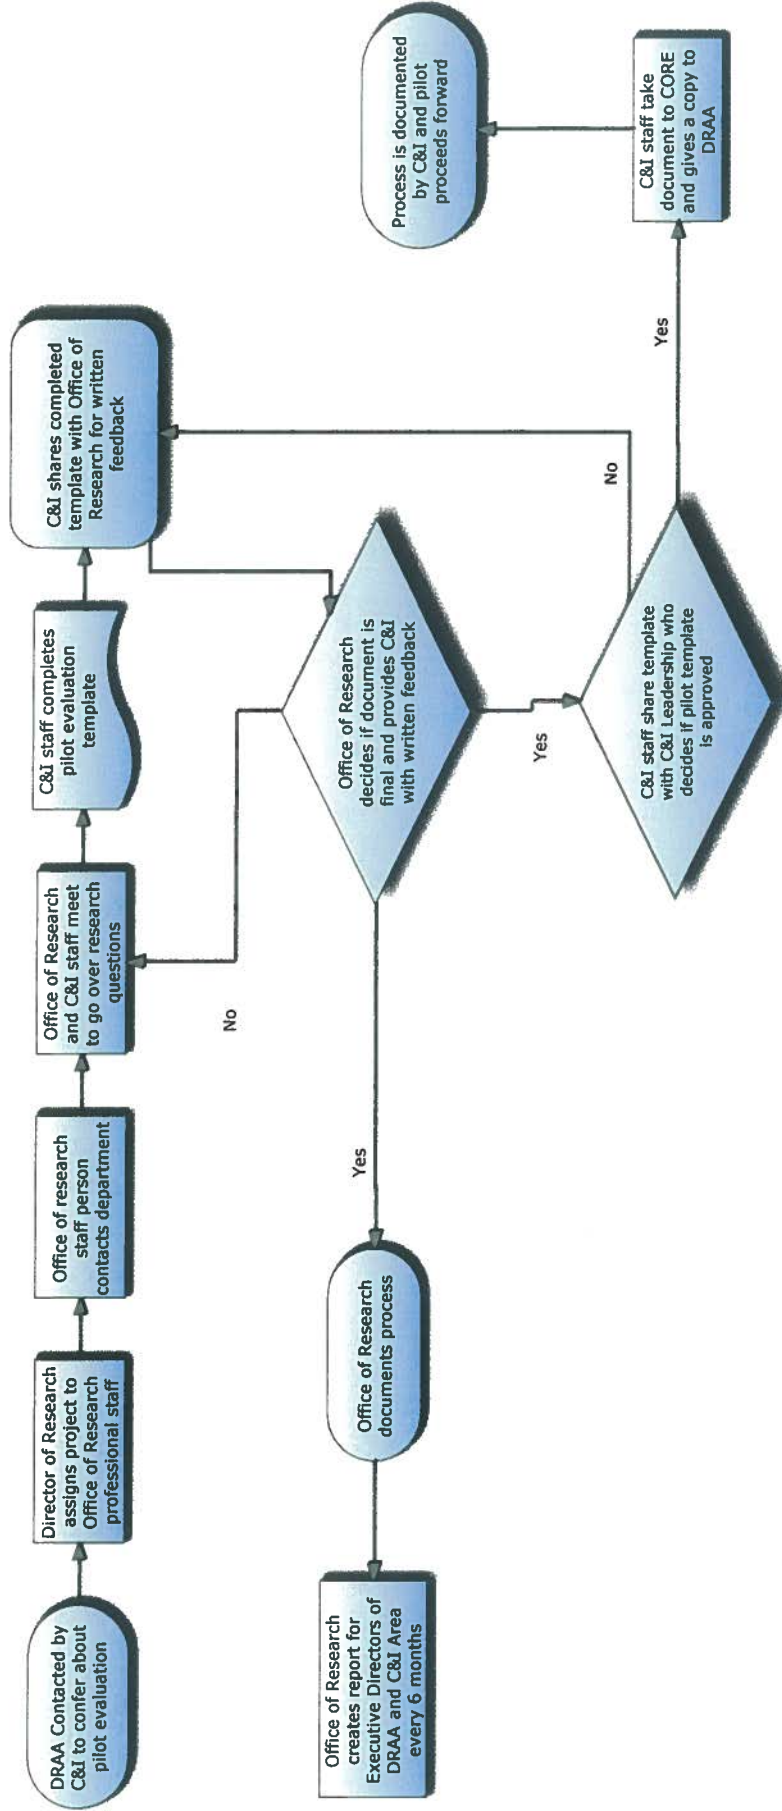 DRAA Contacted by
C&I to confer about
pilot evaluation
Director of Research
assigns project to
Office of Research
professional staff
Office of research
staff person
contacts department
Office of Research
and C&I staff meet
to go over research
questions
C&I staff completes
pilot evaluation
template
C&I shares completed
template with Office of
Research for written
feedback
No
Office of Research
decides if document is
final and provides C&I
with written feedback
Yes
Office of Research
documents process
Office of Research
creates report for
Executive Directors of
DRAA and C&I Area
every 6 months
Yes
C&I staff share template
with C&I Leadership who
decides if pilot template
is approved
No
Yes
C&I staff take
document to CORE
and gives a copy to
DRAA
Process is documented
by C&I and pilot
proceeds forward